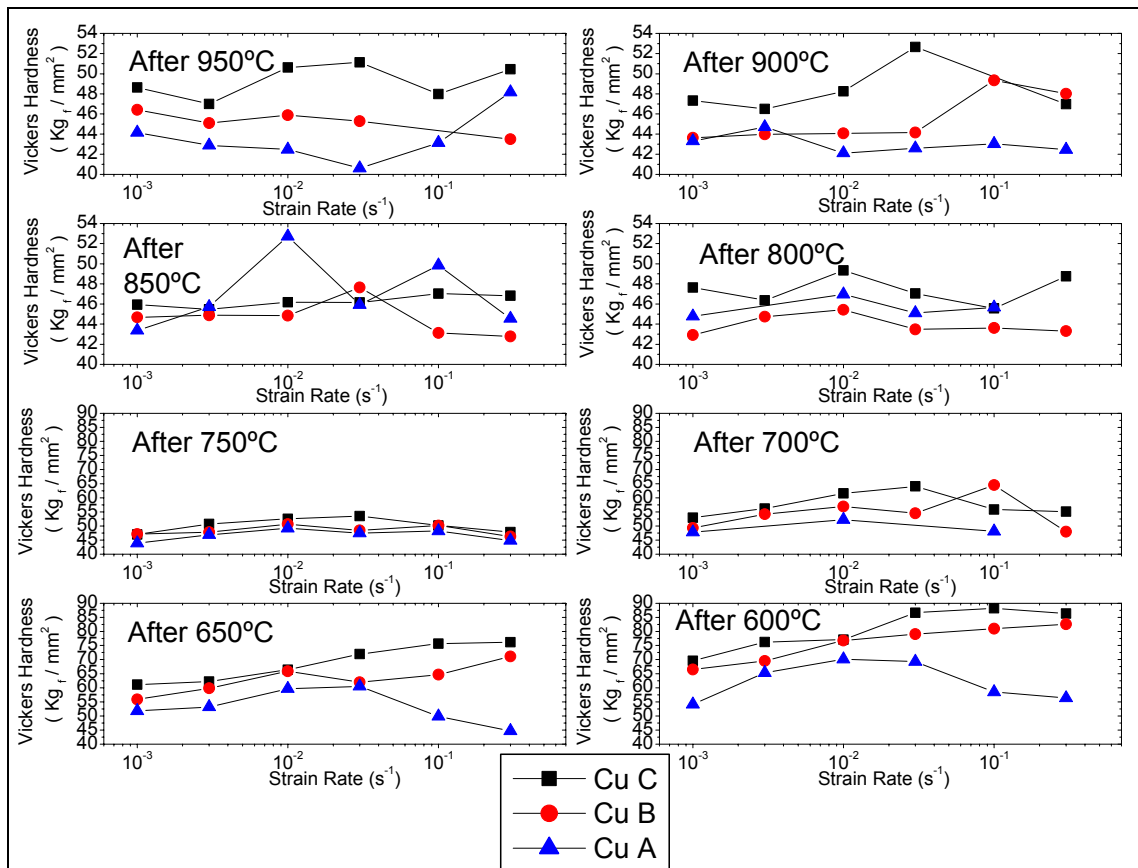 Vickers Hardness
( Kg f / mm² )
54
52
50
48
46
44
42
40
After 950ºC
10⁻³
10⁻²
10⁻¹
Strain Rate (s⁻¹)
Vickers Hardness
( Kg f / mm² )
54
52
50
48
46
44
42
40
After 900ºC
10⁻³
10⁻²
10⁻¹
Strain Rate (s⁻¹)
Vickers Hardness
( Kg f / mm² )
54
52
50
48
46
44
42
40
After
850ºC
10⁻³
10⁻²
10⁻¹
Strain Rate (s⁻¹)
Vickers Hardness
( Kg f / mm² )
54
52
50
48
46
44
42
40
After 800ºC
10⁻³
10⁻²
10⁻¹
Strain Rate (s⁻¹)
Vickers Hardness
( Kg f / mm² )
90
85
80
75
70
65
60
55
50
45
40
After 750ºC
10⁻³
10⁻²
10⁻¹
Strain Rate (s⁻¹)
Vickers Hardness
( Kg f / mm² )
90
85
80
75
70
65
60
55
50
45
40
After 700ºC
10⁻³
10⁻²
10⁻¹
Strain Rate (s⁻¹)
Vickers Hardness
( Kg f / mm² )
90
85
80
75
70
65
60
55
50
45
40
After 650ºC
10⁻³
10⁻²
10⁻¹
Strain Rate (s⁻¹)
Vickers Hardness
( Kg f / mm² )
90
85
80
75
70
65
60
55
50
45
40
After 600ºC
10⁻³
10⁻²
10⁻¹
Strain Rate (s⁻¹)
Cu C
Cu B
Cu A